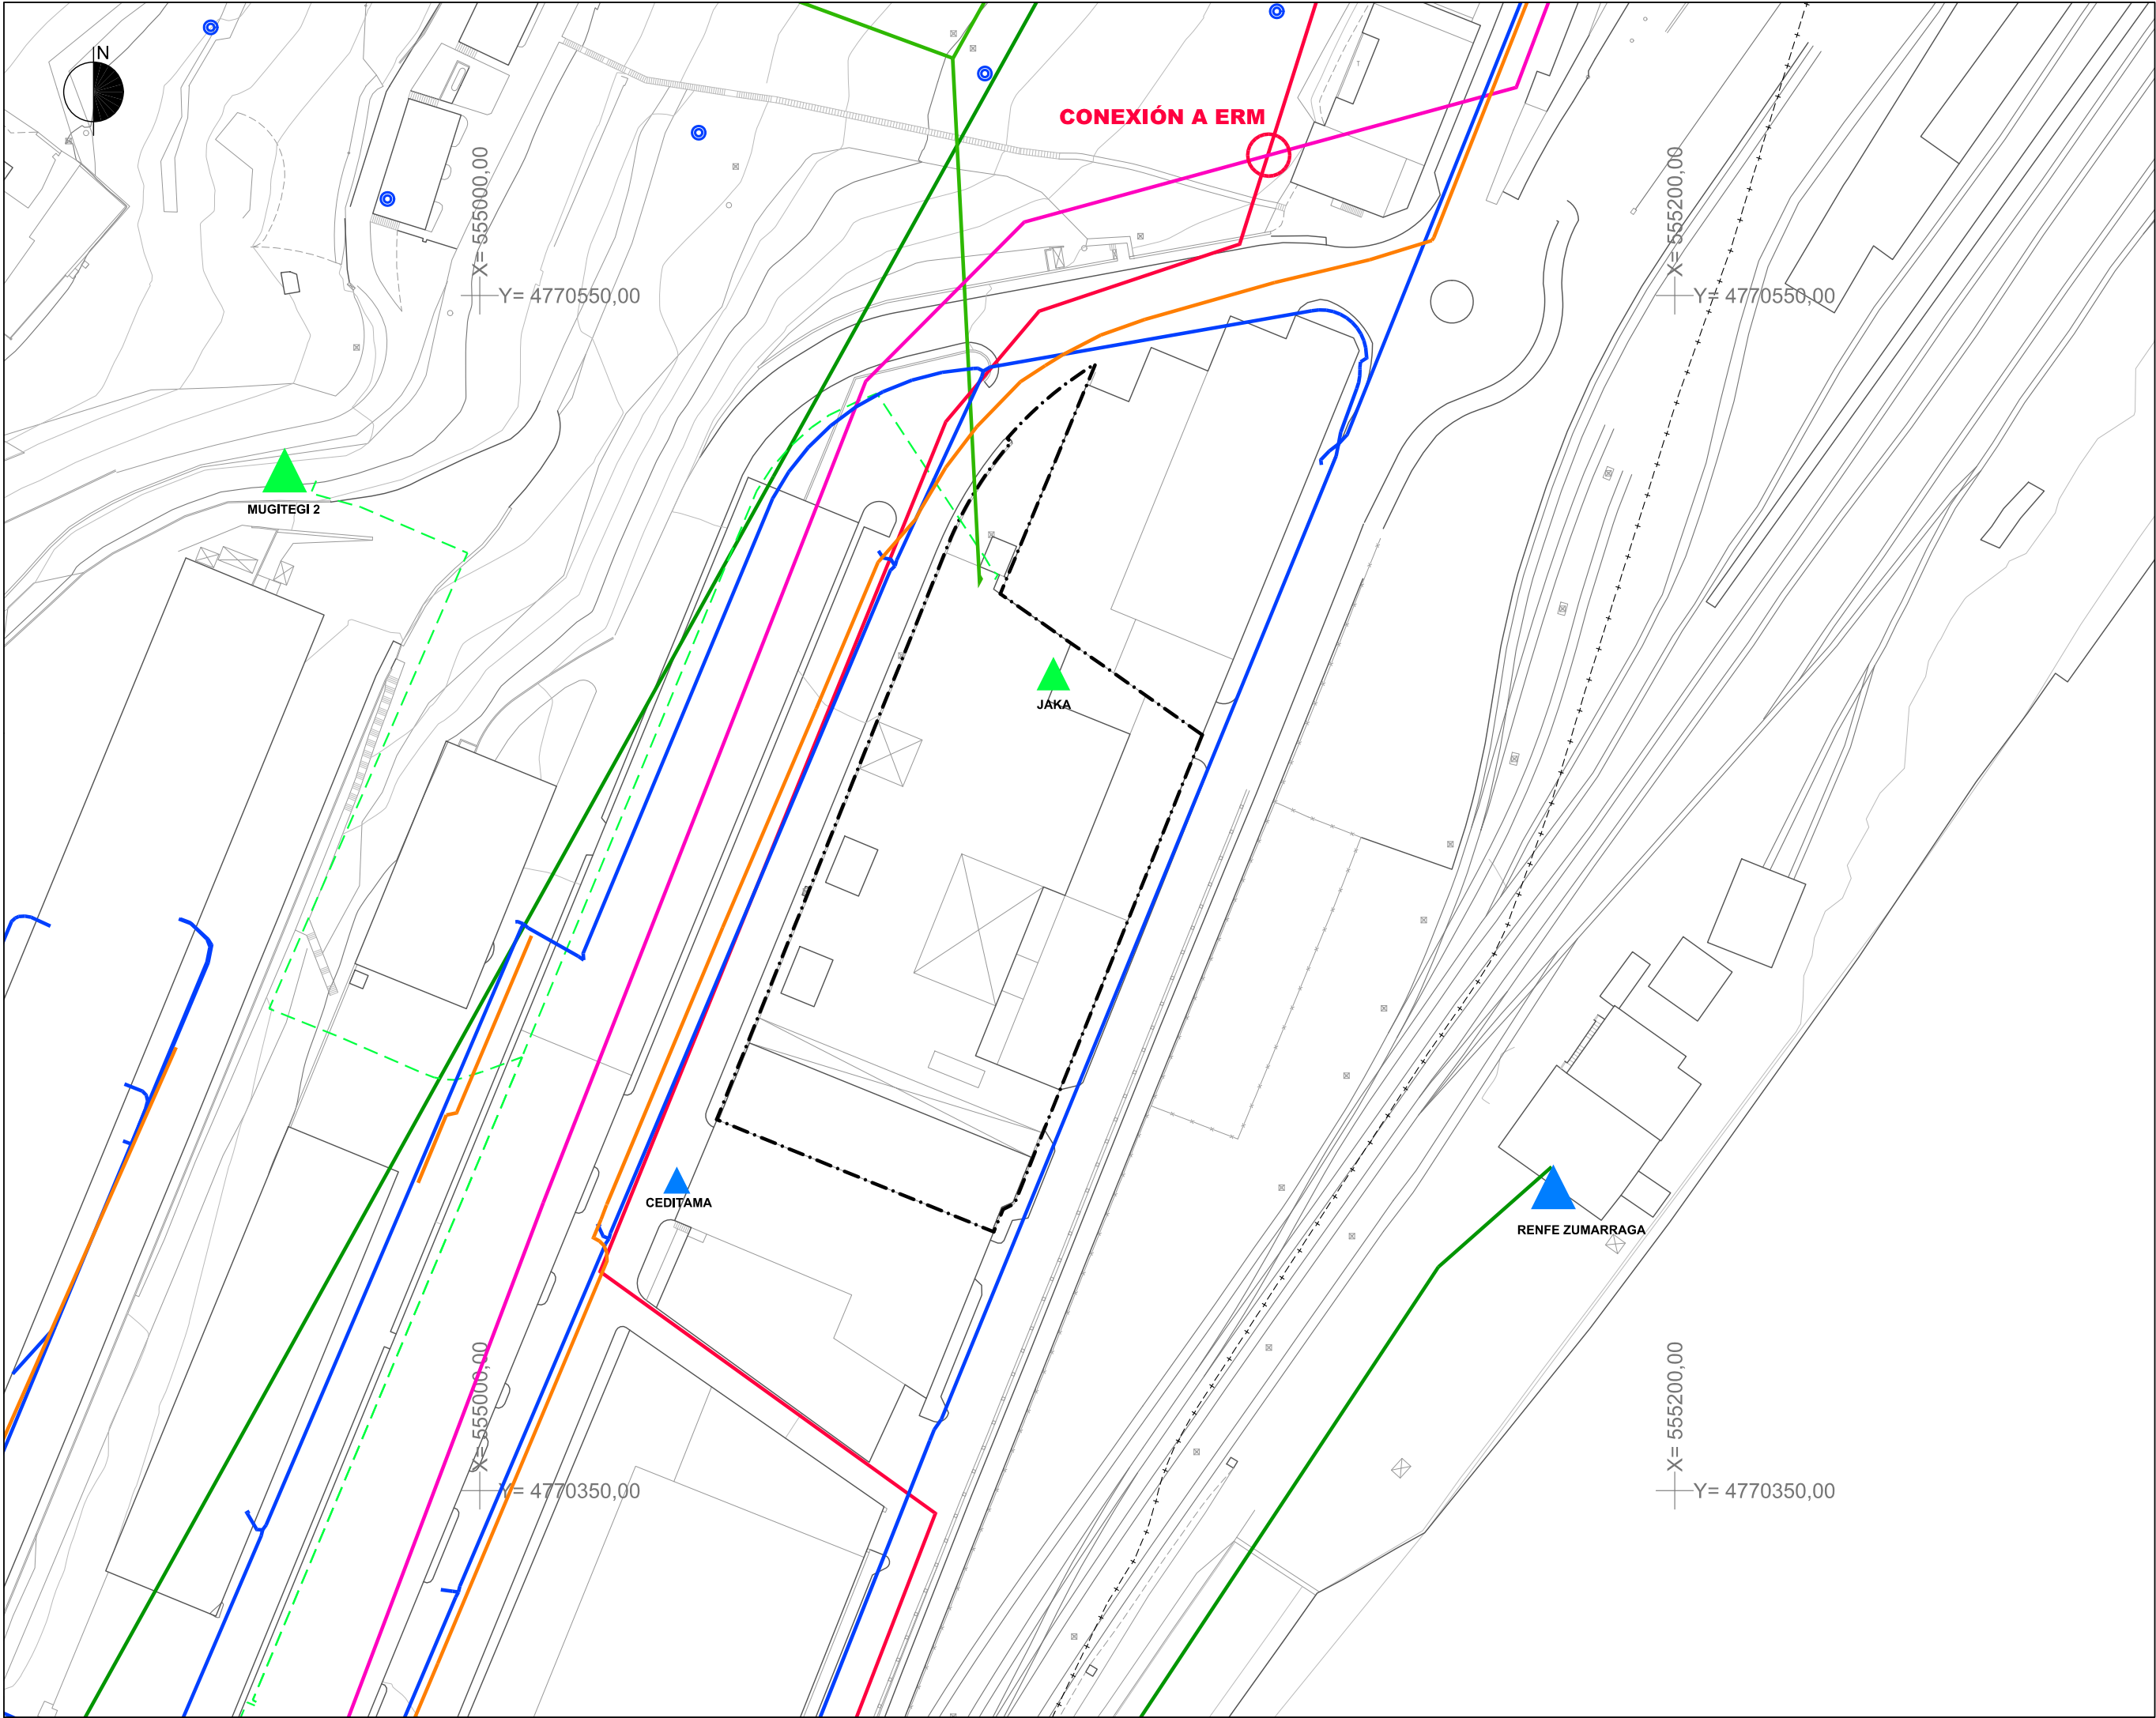 N
CONEXIÓN A ERM
X= 555000,00
Y= 4770550,00
X= 555200,00
Y= 4770550,00
MUGITEGI 2
JAKA
CEDITAMA
RENFE ZUMARRAGA
X= 555000,00
Y= 4770350,00
X= 555200,00
Y= 4770350,00